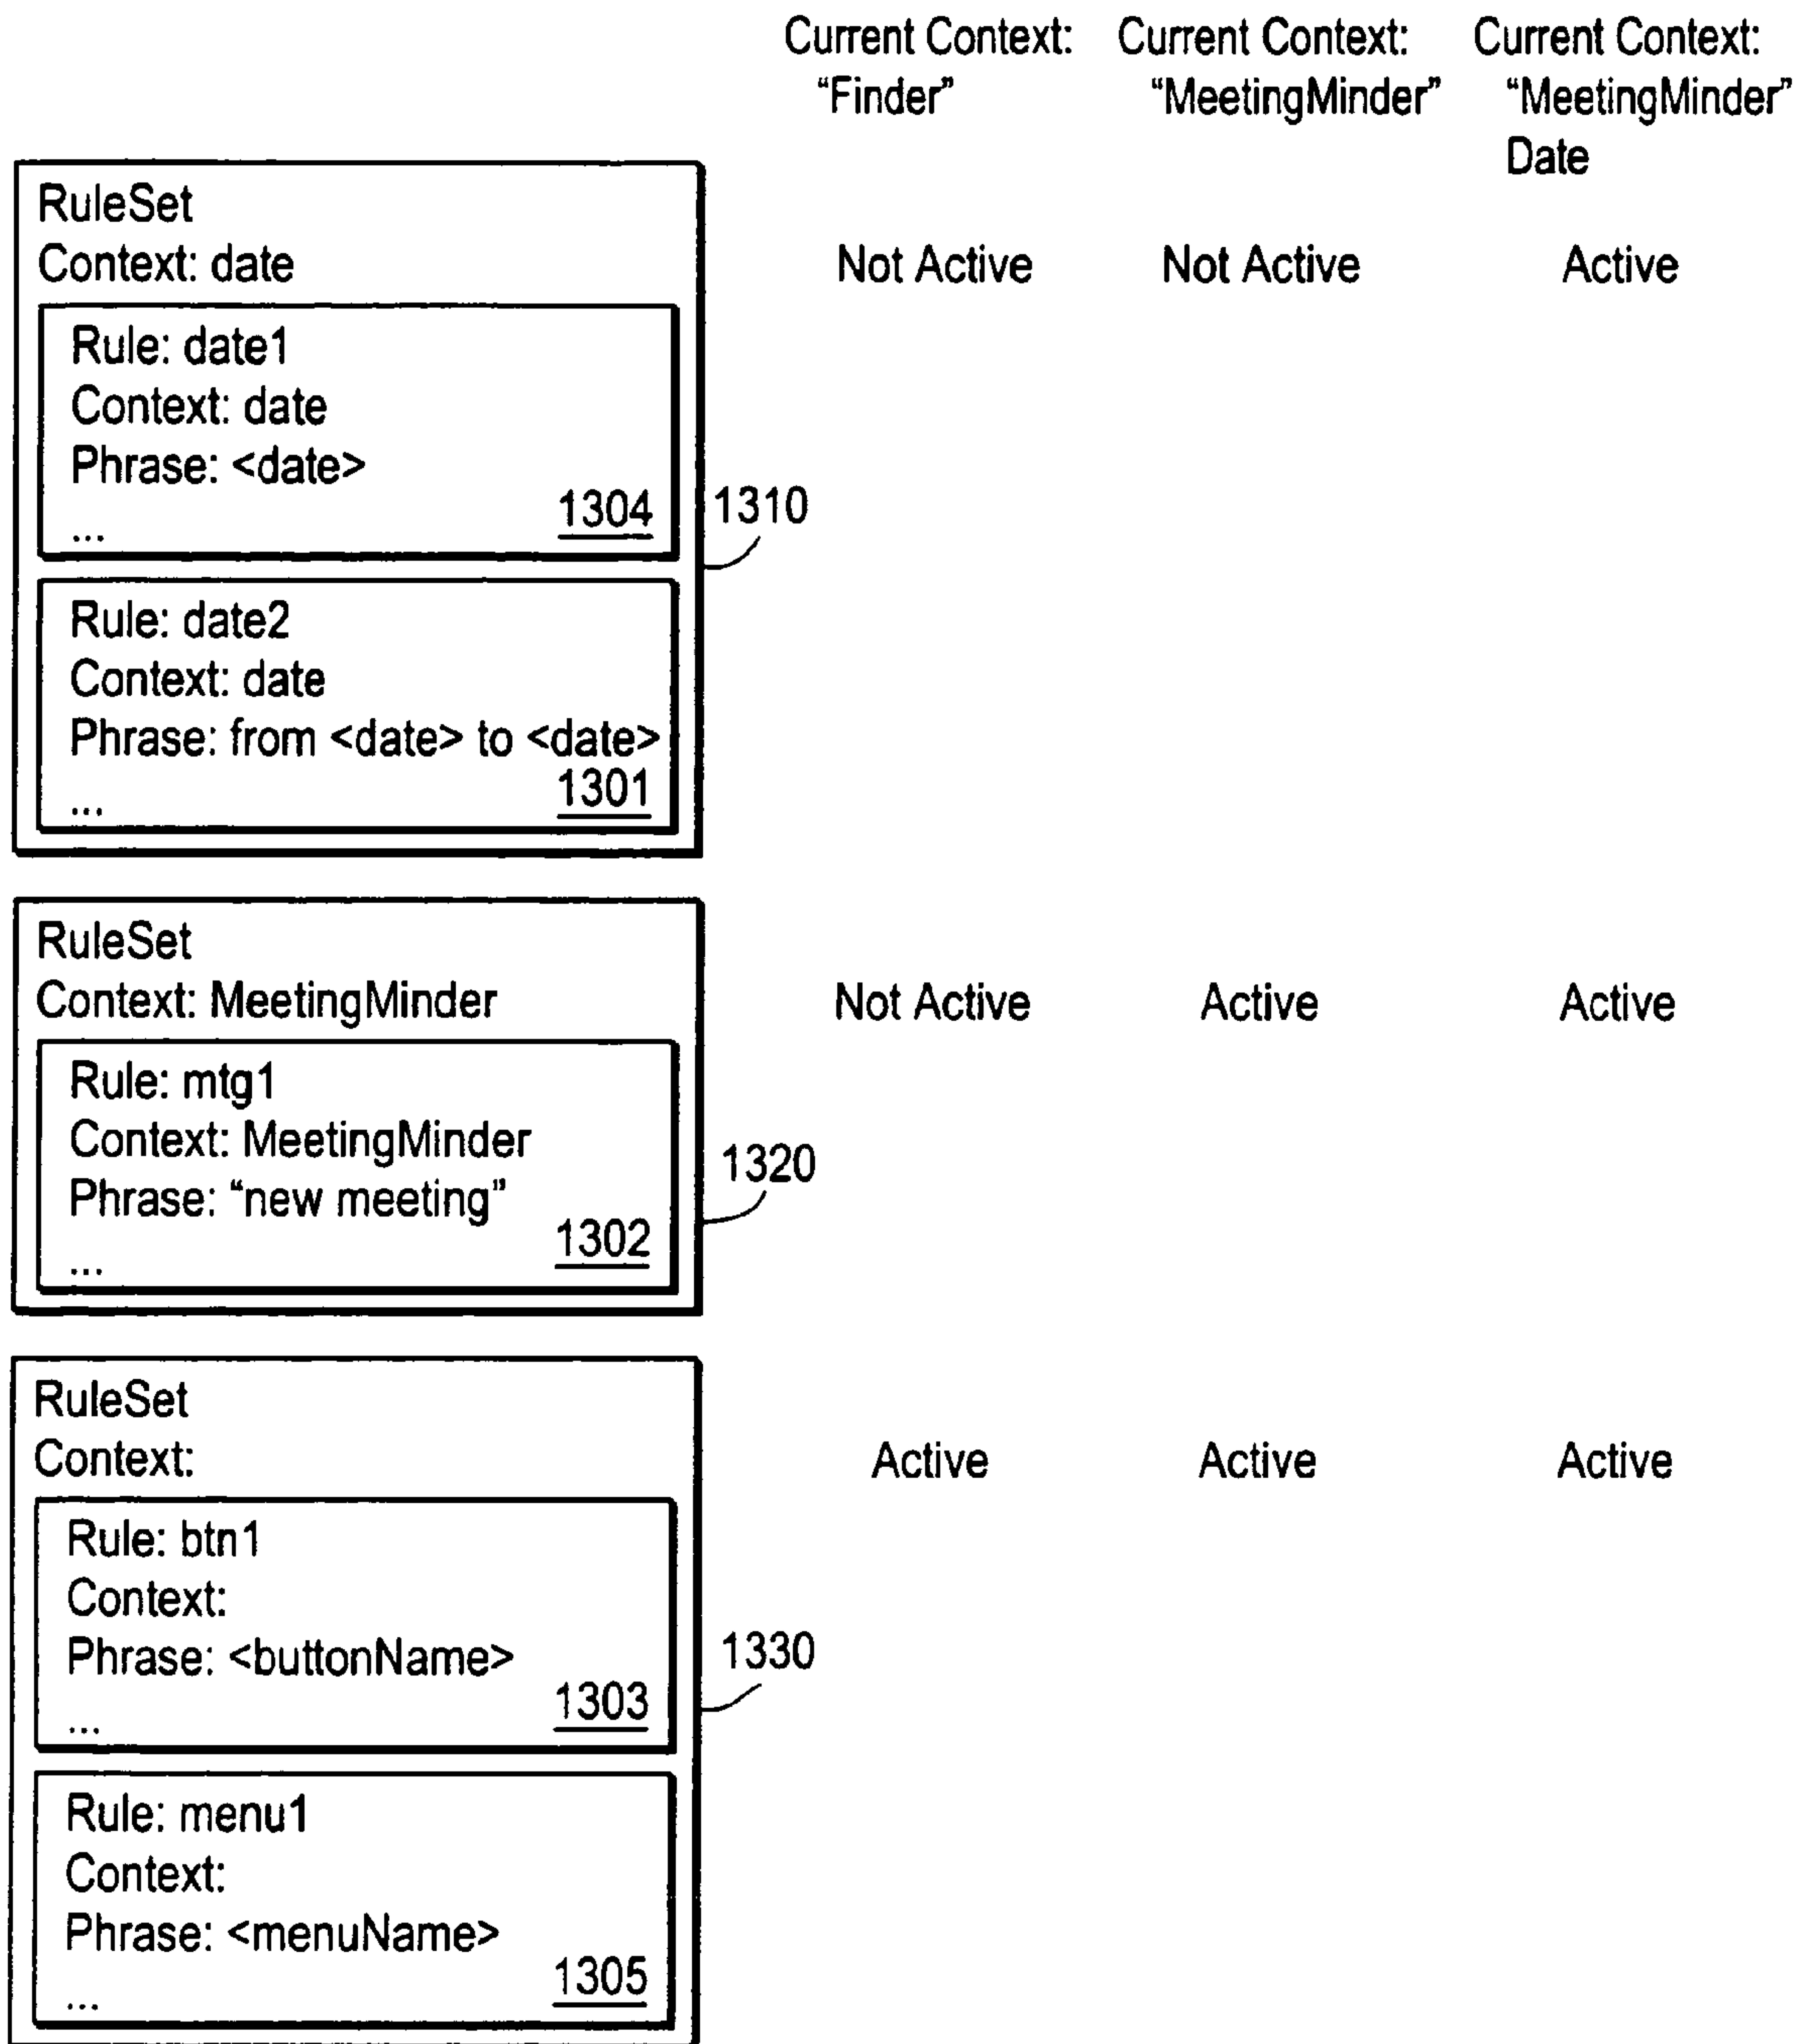 Current Context: Current Context: Current Context:
“Finder” “MeetingMinder” “MeetingMinder”
Date
RuleSet
Context: date Not Active Not Active Active
Rule: date1
Context: date
Phrase: <date>
... 1304 1310
Rule: date2
Context: date
Phrase: from <date> to <date>
... 1301
RuleSet
Context: MeetingMinder Not Active Active Active
Rule: mtg1
Context: MeetingMinder
Phrase: “new meeting” 1320
... 1302
RuleSet
Context: Active Active Active
Rule: btn1
Context:
Phrase: <buttonName> 1330
... 1303
Rule: menu1
Context:
Phrase: <menuName>
... 1305